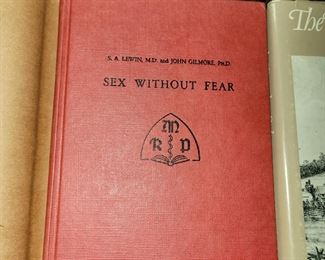 S. A. LEWIN, M.D. and JOHN GILMORE, PH.D.
SEX WITHOUT FEAR
M
R P
The